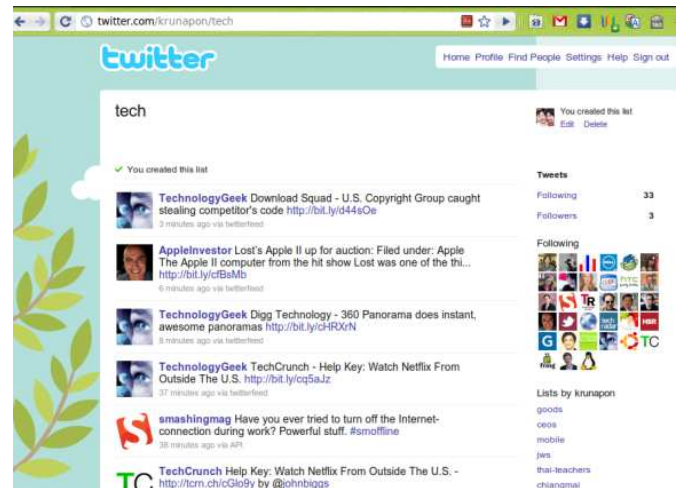 twitter.com/krunapon/tech
twitter
Home Profile Find People Settings Help Sign out
tech
You created this list
Edit Delete
You created this list
TechnologyGeek Download Squad - U.S. Copyright Group caught
stealing competitor's code http://bit.ly/d44sOe
3 minutes ago via twitterfeed
AppleInvestor Lost's Apple II up for auction: Filed under: Apple
The Apple II computer from the hit show Lost was one of the thi...
http://bit.ly/cfBsMb
6 minutes ago via twitterfeed
TechnologyGeek Digg Technology - 360 Panorama does instant,
awesome panoramas http://bit.ly/cHRXrN
8 minutes ago via twitterfeed
TechnologyGeek TechCrunch - Help Key: Watch Netflix From
Outside The U.S. http://bit.ly/cq5aJz
37 minutes ago via twitterfeed
smashingmag Have you ever tried to turn off the Internet-
connection during work? Powerful stuff. #smoffline
38 minutes ago via API
TC
TechCrunch Help Key: Watch Netflix From Outside The U.S. -
http://tcrn.ch/cGlo9y by @johnbiggs
Tweets
Following 33
Followers 3
Following
TR
HBR
G
TC
Lists by krunapon
goods
ceos
mobile
jws
thai-teachers
chiangmai